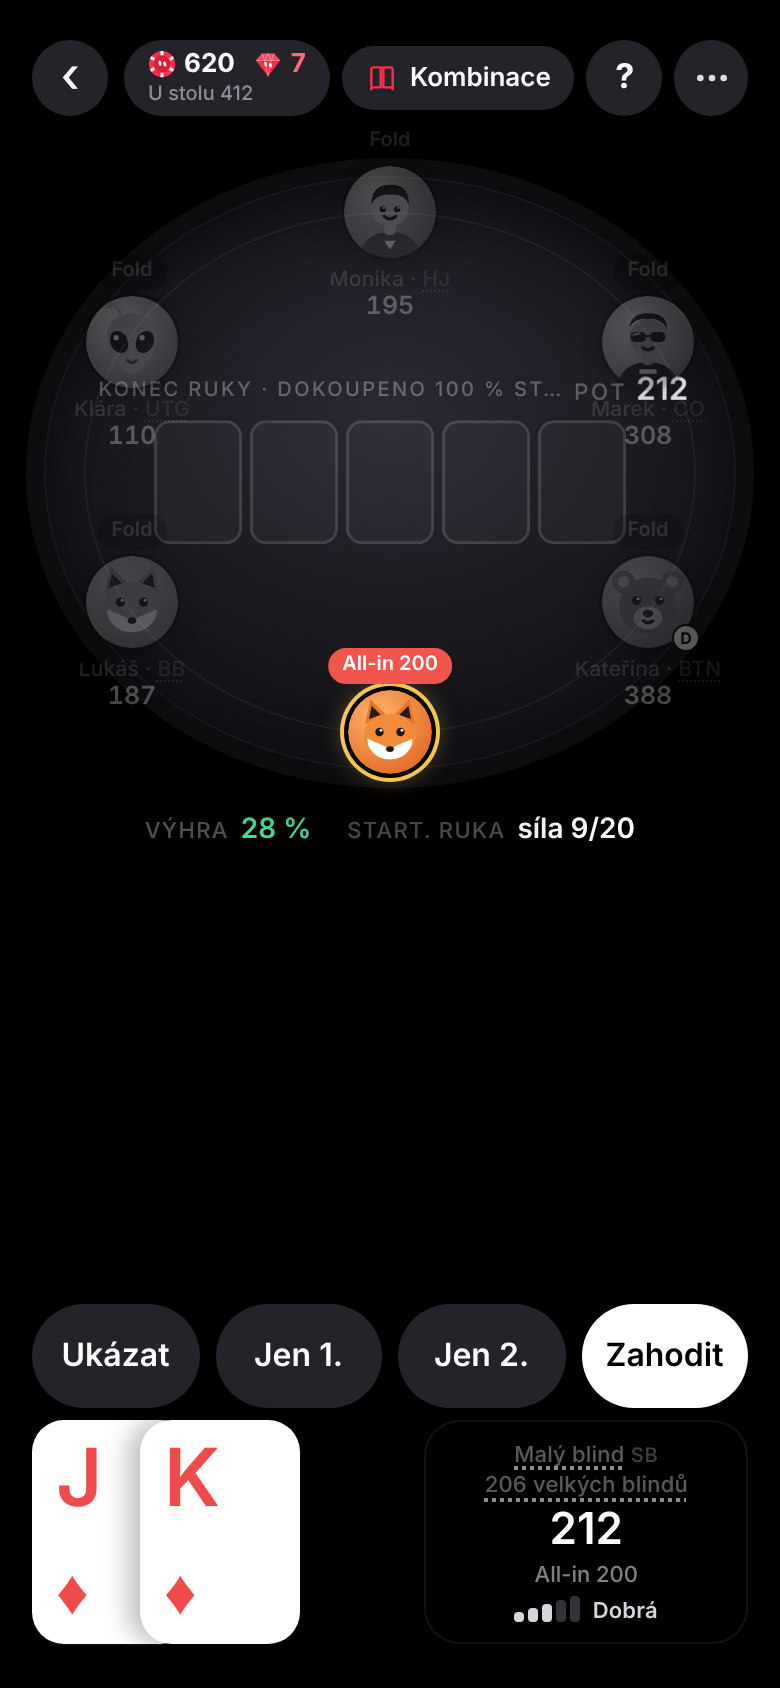 620 7
U stolu 412
Kombinace
?
Fold
Monika · HJ
195
Fold
Fold
KONEC RUKY · DOKOUPENO 100 % ST…
POT 212
Klára · UTG
110
Marek · CO
308
Fold
Fold
D
Lukáš · BB
187
Kateřina · BTN
388
All-in 200
VÝHRA 28 %
START. RUKA síla 9/20
Ukázat
Jen 1.
Jen 2.
Zahodit
J
K
Malý blind SB
206 velkých blindů
212
All-in 200
Dobrá